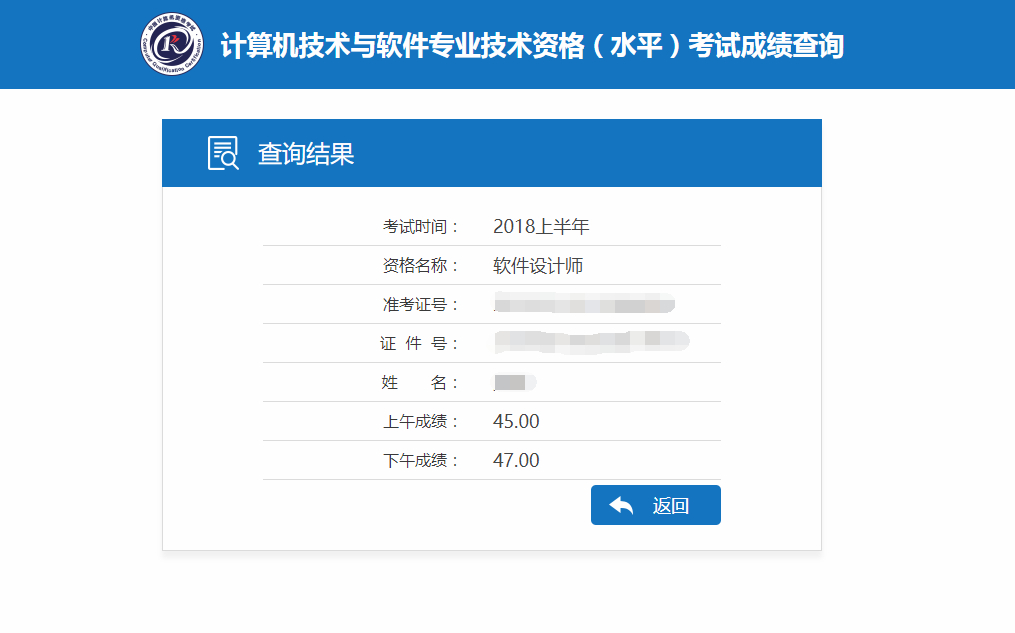 计算机技术与软件专业技术资格（水平）考试成绩查询
查询结果
考试时间： 2018上半年
资格名称： 软件设计师
准考证号：
证 件 号：
姓 名：
上午成绩： 45.00
下午成绩： 47.00
返回